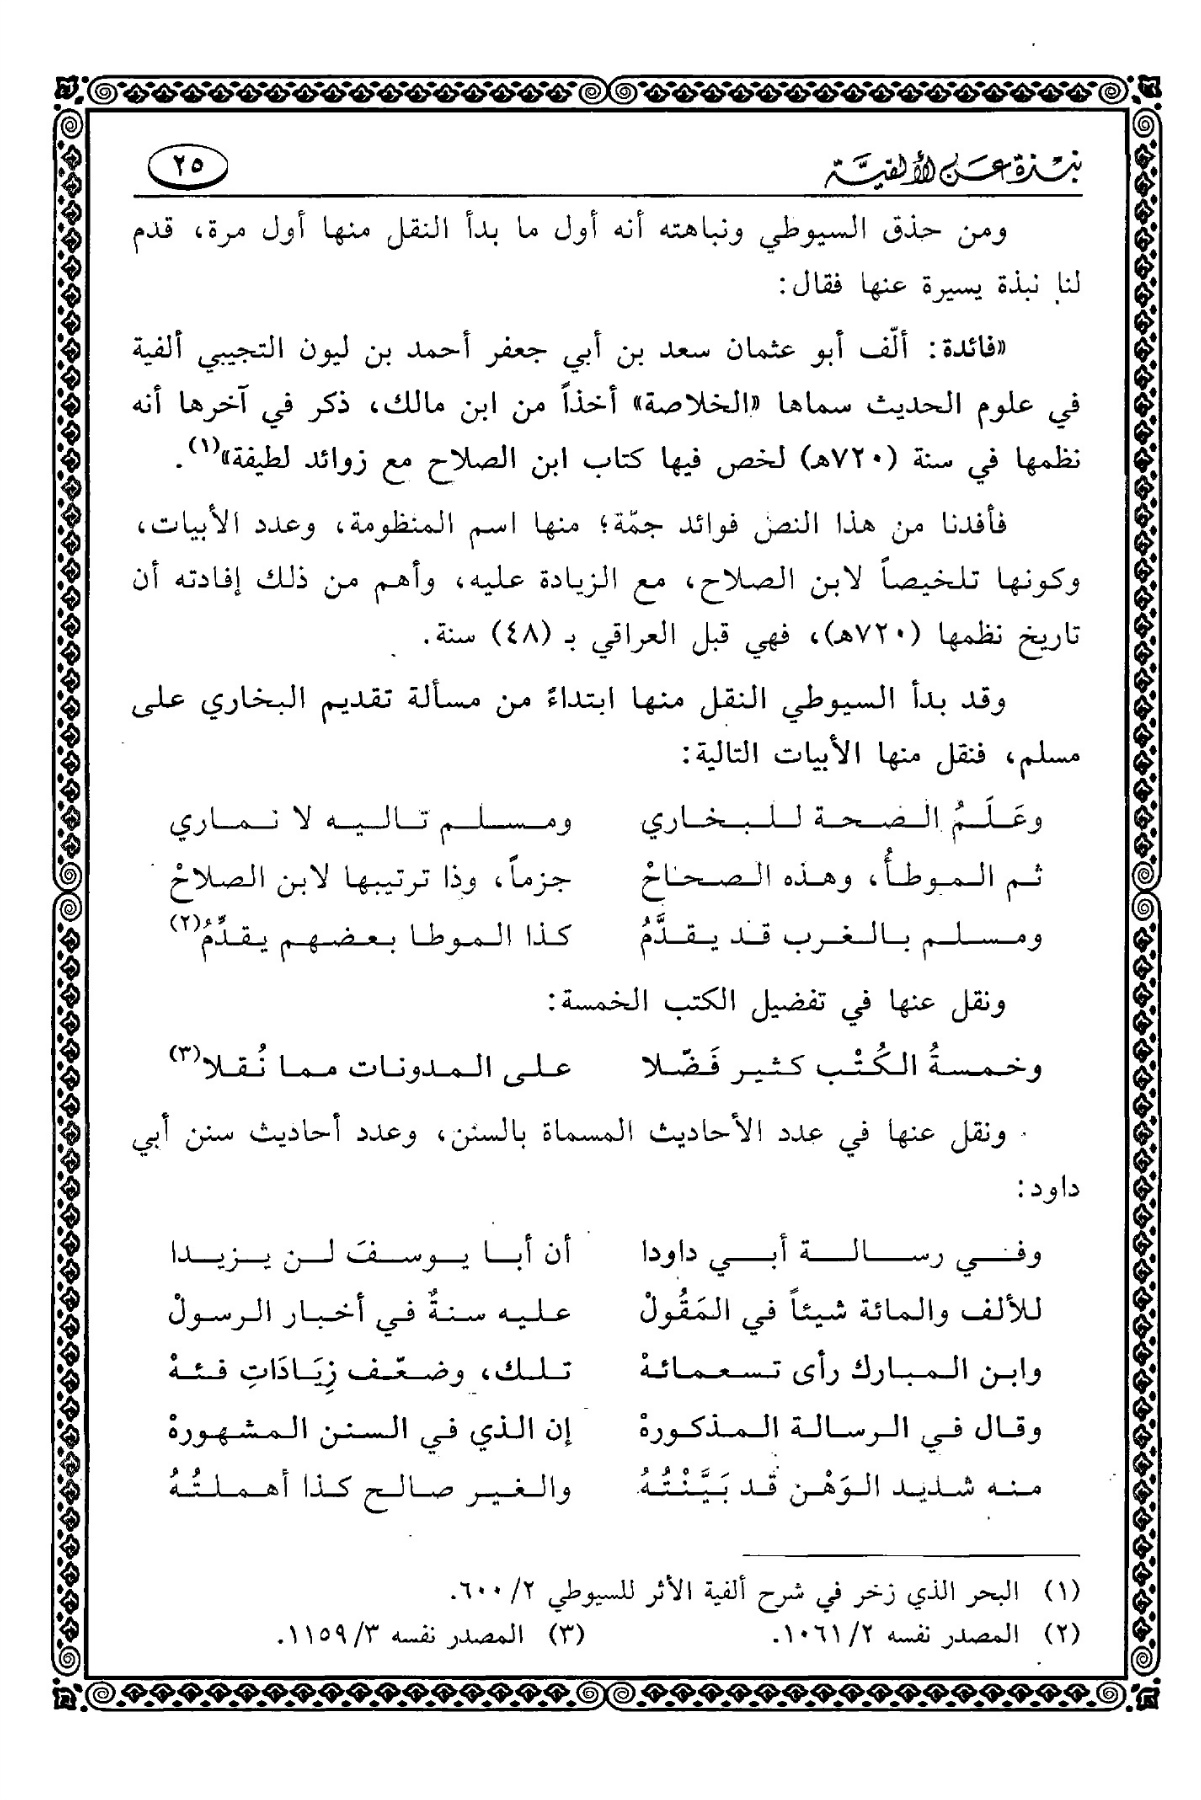 نبذة عن الألفية
٢٥
ومن حذق السيوطي ونباهته أنه أول ما بدأ النقل منها أول مرة، قدم
لنا نبذة يسيرة عنها فقال:
«فائدة: ألّف أبو عثمان سعد بن أبي جعفر أحمد بن ليون التجيبي ألفية
في علوم الحديث سماها «الخلاصة» أخذاً من ابن مالك، ذكر في آخرها أنه
نظمها في سنة (٧٢٠هـ) لخص فيها كتاب ابن الصلاح مع زوائد لطيفة»(١).
فأفدنا من هذا النص فوائد جمّة؛ منها اسم المنظومة، وعدد الأبيات،
وكونها تلخيصاً لابن الصلاح، مع الزيادة عليه، وأهم من ذلك إفادته أن
تاريخ نظمها (٧٢٠هـ)، فهي قبل العراقي بـ (٤٨) سنة.
وقد بدأ السيوطي النقل منها ابتداءً من مسألة تقديم البخاري على
مسلم، فنقل منها الأبيات التالية:
وعَلَمُ الصحة للبخاري ومسلم تاليه لا نماري
ثم الموطأُ، وهذه الصحاحْ جزماً، وذا ترتيبها لابن الصلاحْ
ومسلم بالغرب قد يقدَّمُ كذا الموطا بعضهم يقدِّمُ(٢)
ونقل عنها في تفضيل الكتب الخمسة:
وخمسةُ الكُتْب كثير فَضّلا على المدونات مما نُقلا(٣)
ونقل عنها في عدد الأحاديث المسماة بالسنن، وعدد أحاديث سنن أبي
داود:
وفي رسالة أبي داودا أن أبا يوسفَ لن يزيدا
للألف والمائة شيئاً في المَقُولْ عليه سنةٌ في أخبار الرسولْ
وابن المبارك رأى تسعمائهْ تلك، وضعّف زِيَادَاتِ فئهْ
وقال في الرسالة المذكورهْ إن الذي في السنن المشهورهْ
منه شديد الوَهْن قد بَيَّنْتُهُ والغير صالح كذا أهملتُهُ
(١) البحر الذي زخر في شرح ألفية الأثر للسيوطي ٢/ ٦٠٠.
(٢) المصدر نفسه ٢/ ١٠٦١. (٣) المصدر نفسه ٣/ ١١٥٩.